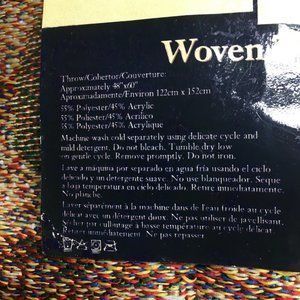 Woven
Throw/Cobertor/Couverture:
Approximately 48"x60"
Aproximadamente/Environ 122cm x 152cm
55% Polyester/45% Acrylic
55% Poliester/45% Acrilico
55% Polyester/45% Acrylique
Machine wash cold separately using delicate cycle and
mild detergent. Do not bleach. Tumble dry low
on gentle cycle. Remove promptly. Do not iron.
Lave a máquina por separado en agua fría usando el ciclo
delicado y un detergente suave. No use blanqueador. Seque
a baja temperatura en ciclo delicado. Retire inmediatamente.
No planche.
Laver séparément à la machine dans de l'eau froide au cycle
délicat avec un détergent doux. Ne pas utiliser de javellisant.
Sécher par culbutage à basse température au cycle délicat.
Retirer immédiatement. Ne pas repasser.